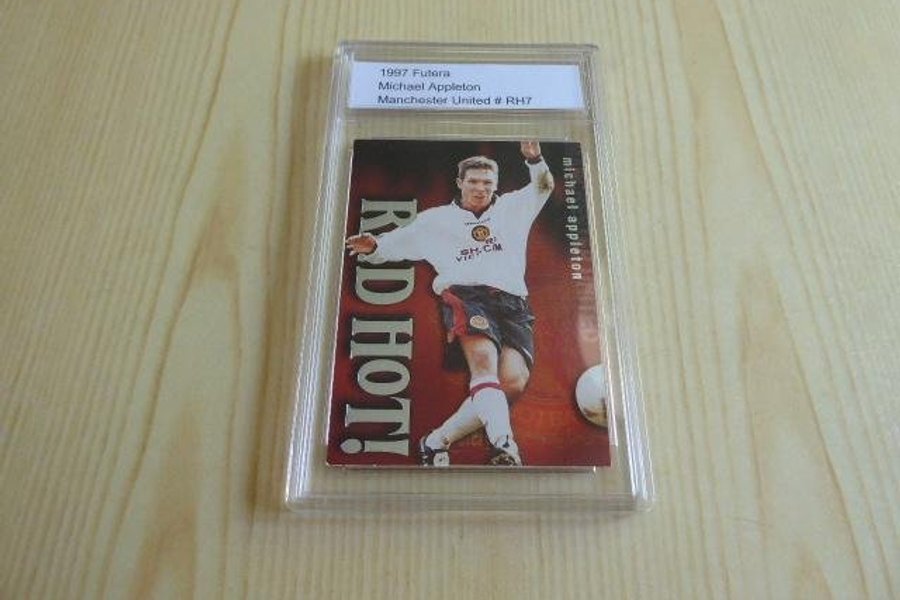 1997 Futera
Michael Appleton
Manchester United # RH7
michael appleton
RED HOT!